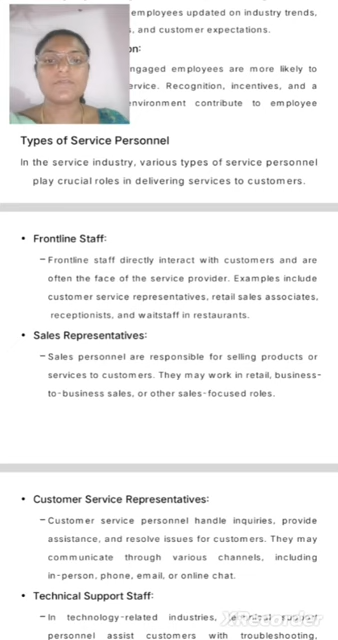 employees updated on industry trends,
, and customer expectations.
on:
ngaged employees are more likely to
ervice. Recognition, incentives, and a
environment contribute to employee
Types of Service Personnel
In the service industry, various types of service personnel
play crucial roles in delivering services to customers.
• Frontline Staff:
– Frontline staff directly interact with customers and are
often the face of the service provider. Examples include
customer service representatives, retail sales associates,
receptionists, and waitstaff in restaurants.
• Sales Representatives:
– Sales personnel are responsible for selling products or
services to customers. They may work in retail, business-
to-business sales, or other sales-focused roles.
• Customer Service Representatives:
– Customer service personnel handle inquiries, provide
assistance, and resolve issues for customers. They may
communicate through various channels, including
in-person, phone, email, or online chat.
• Technical Support Staff:
– In technology-related industries, technical support
XRecorder
personnel assist customers with troubleshooting,